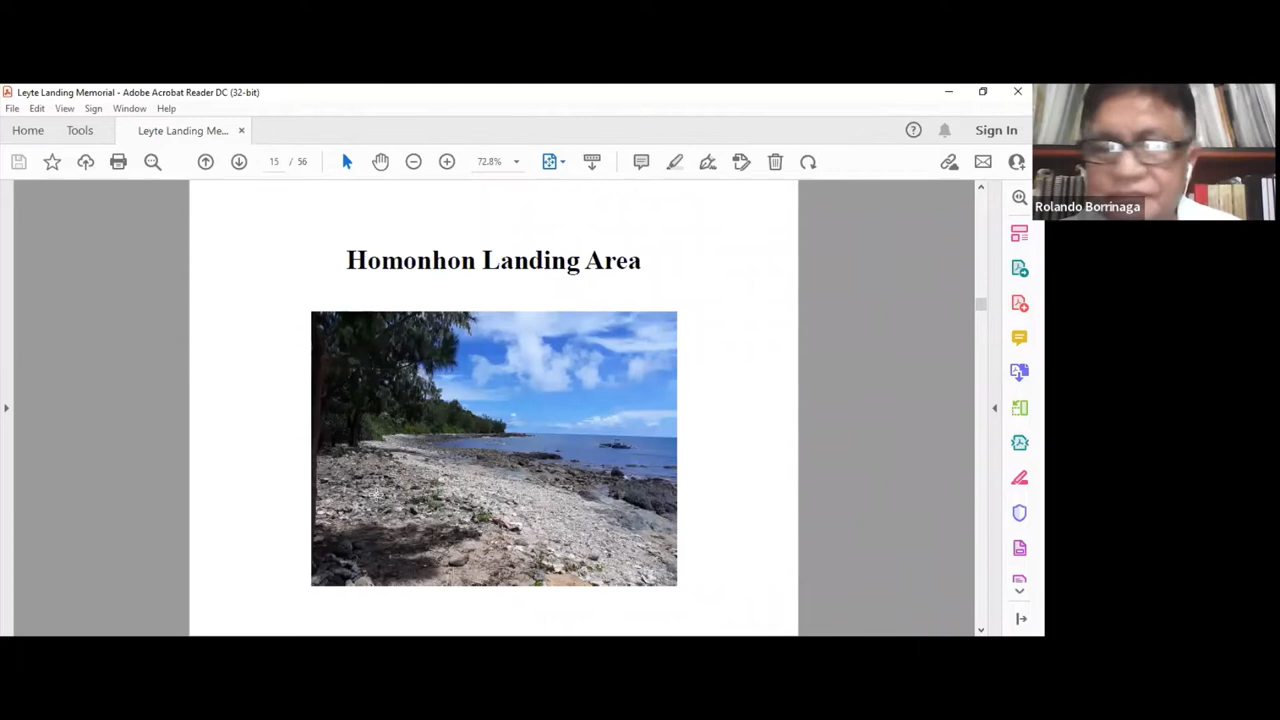 Leyte Landing Memorial - Adobe Acrobat Reader DC (32-bit)
File Edit View Sign Window Help
Home Tools Leyte Landing Me... × Sign In
15 / 56 72.8%
Rolando Borrinaga
Homonhon Landing Area